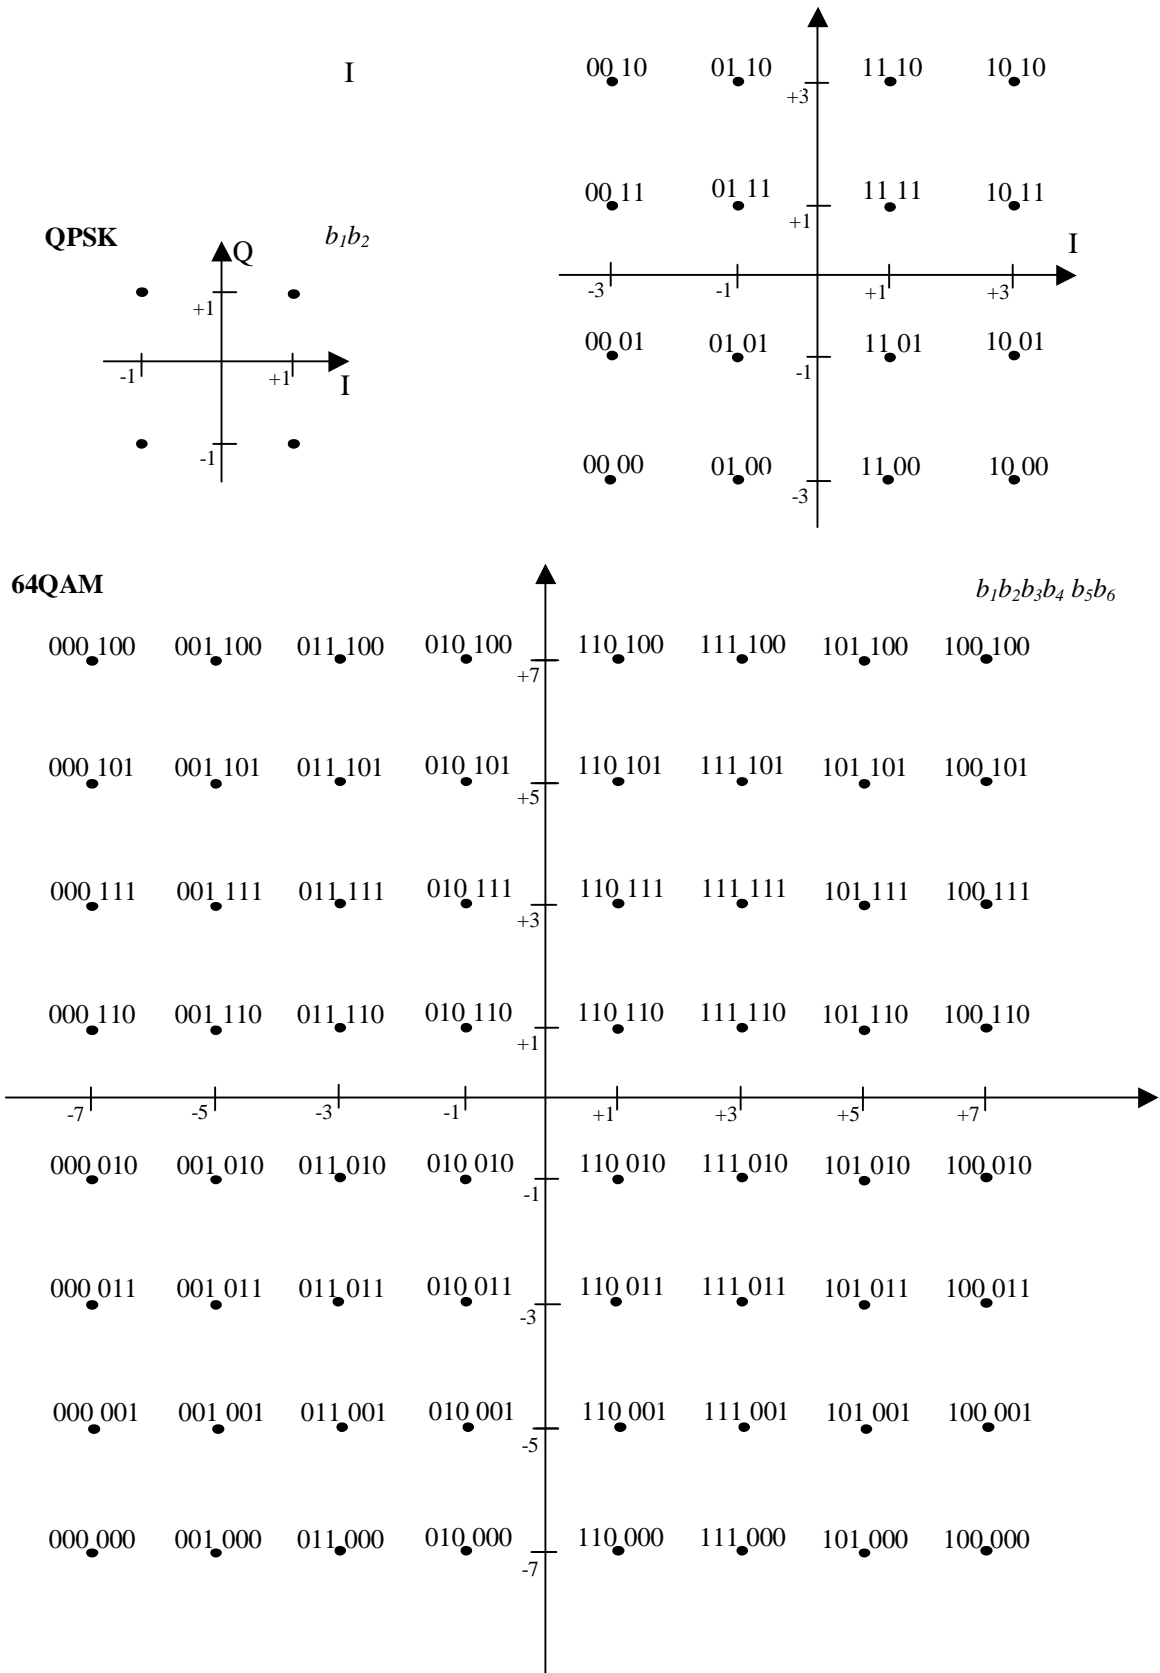 I
00 10 01 10 11 10 10 10
+3
00 11 01 11 11 11 10 11
+1
I
-3 -1 +1 +3
00 01 01 01 11 01 10 01
-1
00 00 01 00 11 00 10 00
-3
QPSK b1b2
Q
+1
-1 +1
I
-1
64QAM b1b2b3b4 b5b6
000 100 001 100 011 100 010 100 110 100 111 100 101 100 100 100
+7
000 101 001 101 011 101 010 101 110 101 111 101 101 101 100 101
+5
000 111 001 111 011 111 010 111 110 111 111 111 101 111 100 111
+3
000 110 001 110 011 110 010 110 110 110 111 110 101 110 100 110
+1
-7 -5 -3 -1 +1 +3 +5 +7
000 010 001 010 011 010 010 010 110 010 111 010 101 010 100 010
-1
000 011 001 011 011 011 010 011 110 011 111 011 101 011 100 011
-3
000 001 001 001 011 001 010 001 110 001 111 001 101 001 100 001
-5
000 000 001 000 011 000 010 000 110 000 111 000 101 000 100 000
-7